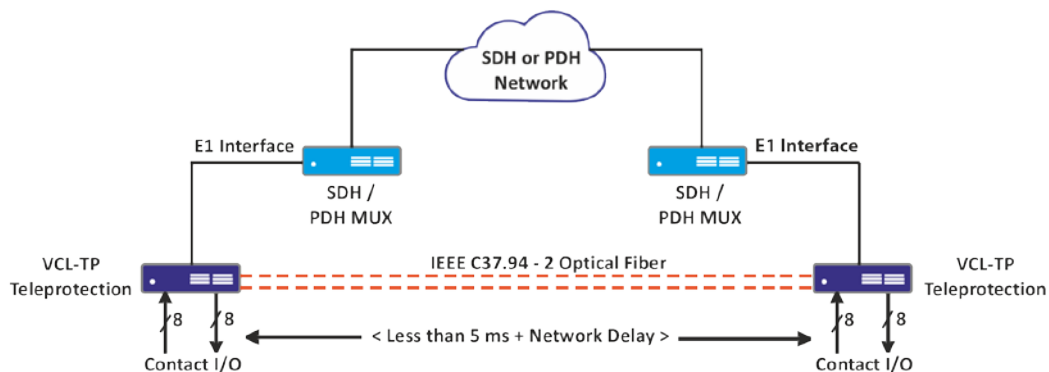 SDH or PDH
Network
E1 Interface
E1 Interface
SDH /
PDH MUX
SDH /
PDH MUX
VCL-TP
Teleprotection
IEEE C37.94 - 2 Optical Fiber
VCL-TP
Teleprotection
8
8
< Less than 5 ms + Network Delay >
8
8
Contact I/O
Contact I/O